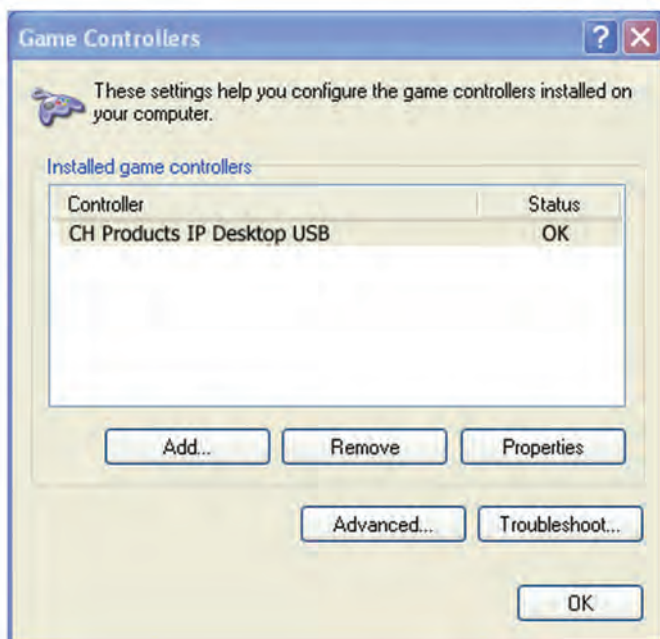 Game Controllers
?
These settings help you configure the game controllers installed on
your computer.
Installed game controllers
Controller Status
CH Products IP Desktop USB OK
Add... Remove Properties
Advanced... Troubleshoot...
OK